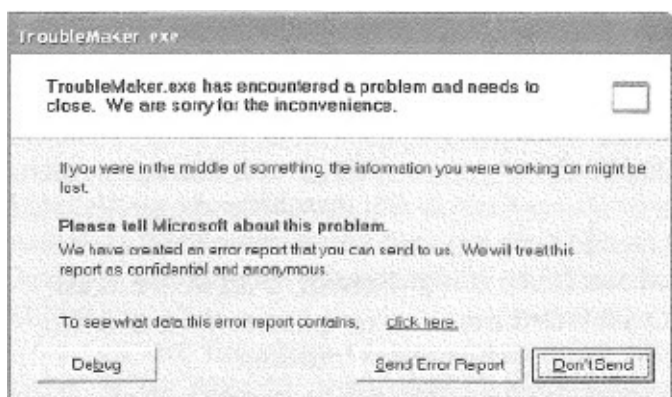 TroubleMaker.exe
TroubleMaker.exe has encountered a problem and needs to
close. We are sorry for the inconvenience.
If you were in the middle of something, the information you were working on might be
lost.
Please tell Microsoft about this problem.
We have created an error report that you can send to us. We will treat this
report as confidential and anonymous.
To see what data this error report contains, click here.
Debug
Send Error Report
Don't Send